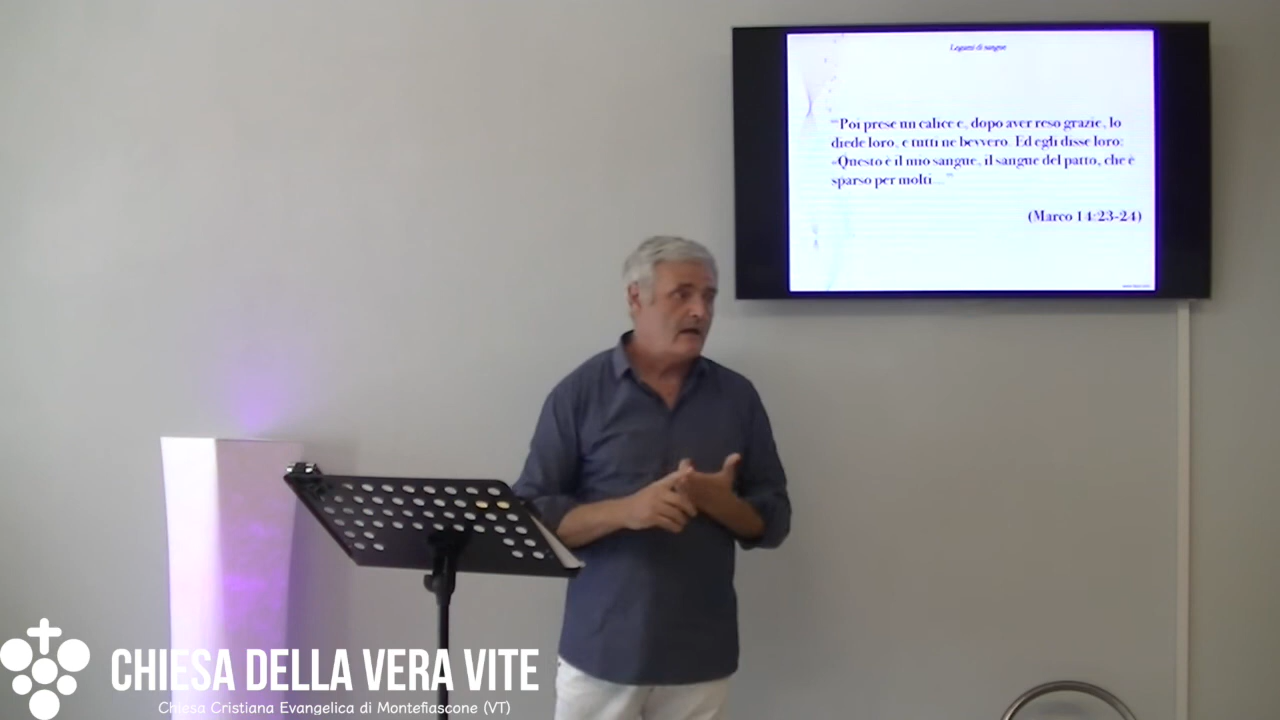 Legami di sangue
"Poi prese un calice e, dopo aver reso grazie, lo
diede loro, e tutti ne bevvero. Ed egli disse loro:
«Questo è il mio sangue, il sangue del patto, che è
sparso per molti..."
(Marco 14:23-24)
CHIESA DELLA VERA VITE
Chiesa Cristiana Evangelica di Montefiascone (VT)